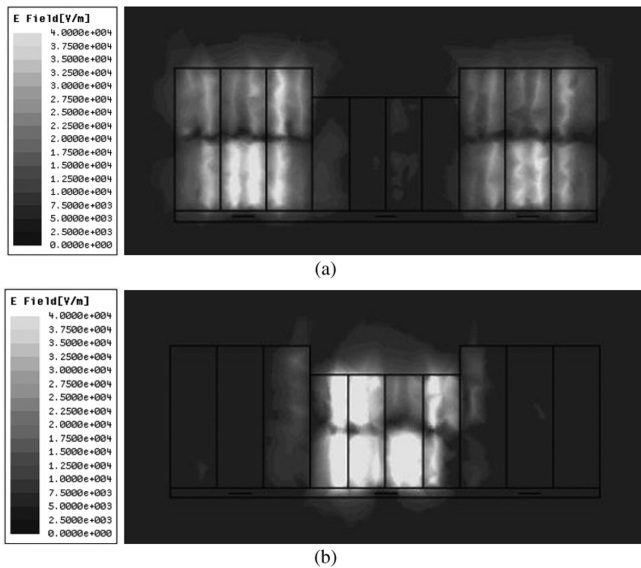 E Field[V/m]
4.0000e+004
3.7500e+004
3.5000e+004
3.2500e+004
3.0000e+004
2.7500e+004
2.5000e+004
2.2500e+004
2.0000e+004
1.7500e+004
1.5000e+004
1.2500e+004
1.0000e+004
7.5000e+003
5.0000e+003
2.5000e+003
0.0000e+000
(a)
E Field[V/m]
4.0000e+004
3.7500e+004
3.5000e+004
3.2500e+004
3.0000e+004
2.7500e+004
2.5000e+004
2.2500e+004
2.0000e+004
1.7500e+004
1.5000e+004
1.2500e+004
1.0000e+004
7.5000e+003
5.0000e+003
2.5000e+003
0.0000e+000
(b)